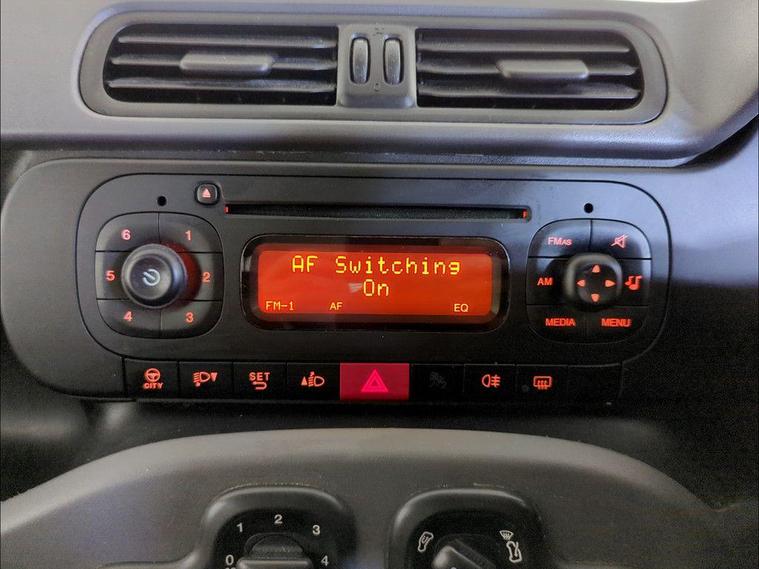 6 1
5 2
4 3
AF Switching
On
FM-1 AF EQ
FMAS
AM
MEDIA MENU
CITY
SET
0 1 2 3 4